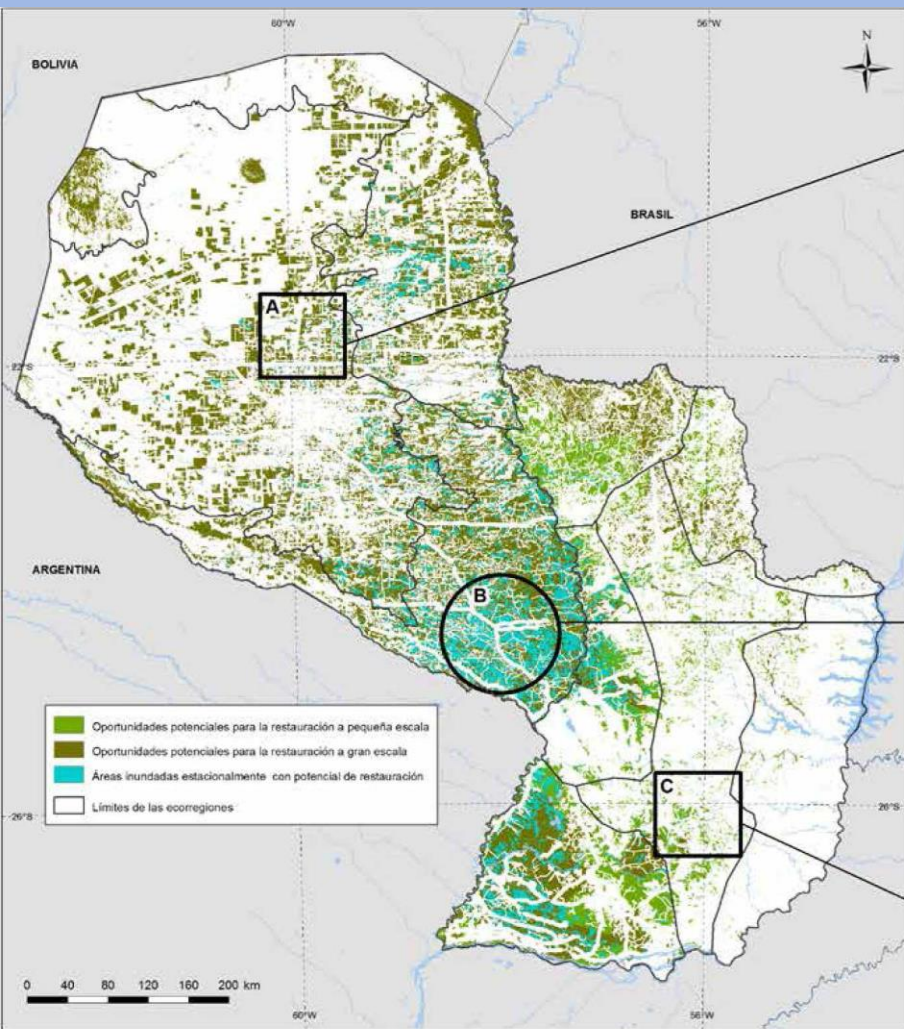 60°W
56°W
N
BOLIVIA
BRASIL
A
22°S
22°S
ARGENTINA
B
Oportunidades potenciales para la restauración a pequeña escala
Oportunidades potenciales para la restauración a gran escala
Áreas inundadas estacionalmente con potencial de restauración
Límites de las ecorregiones
C
26°S
26°S
0 40 80 120 160 200 km
60°W
56°W